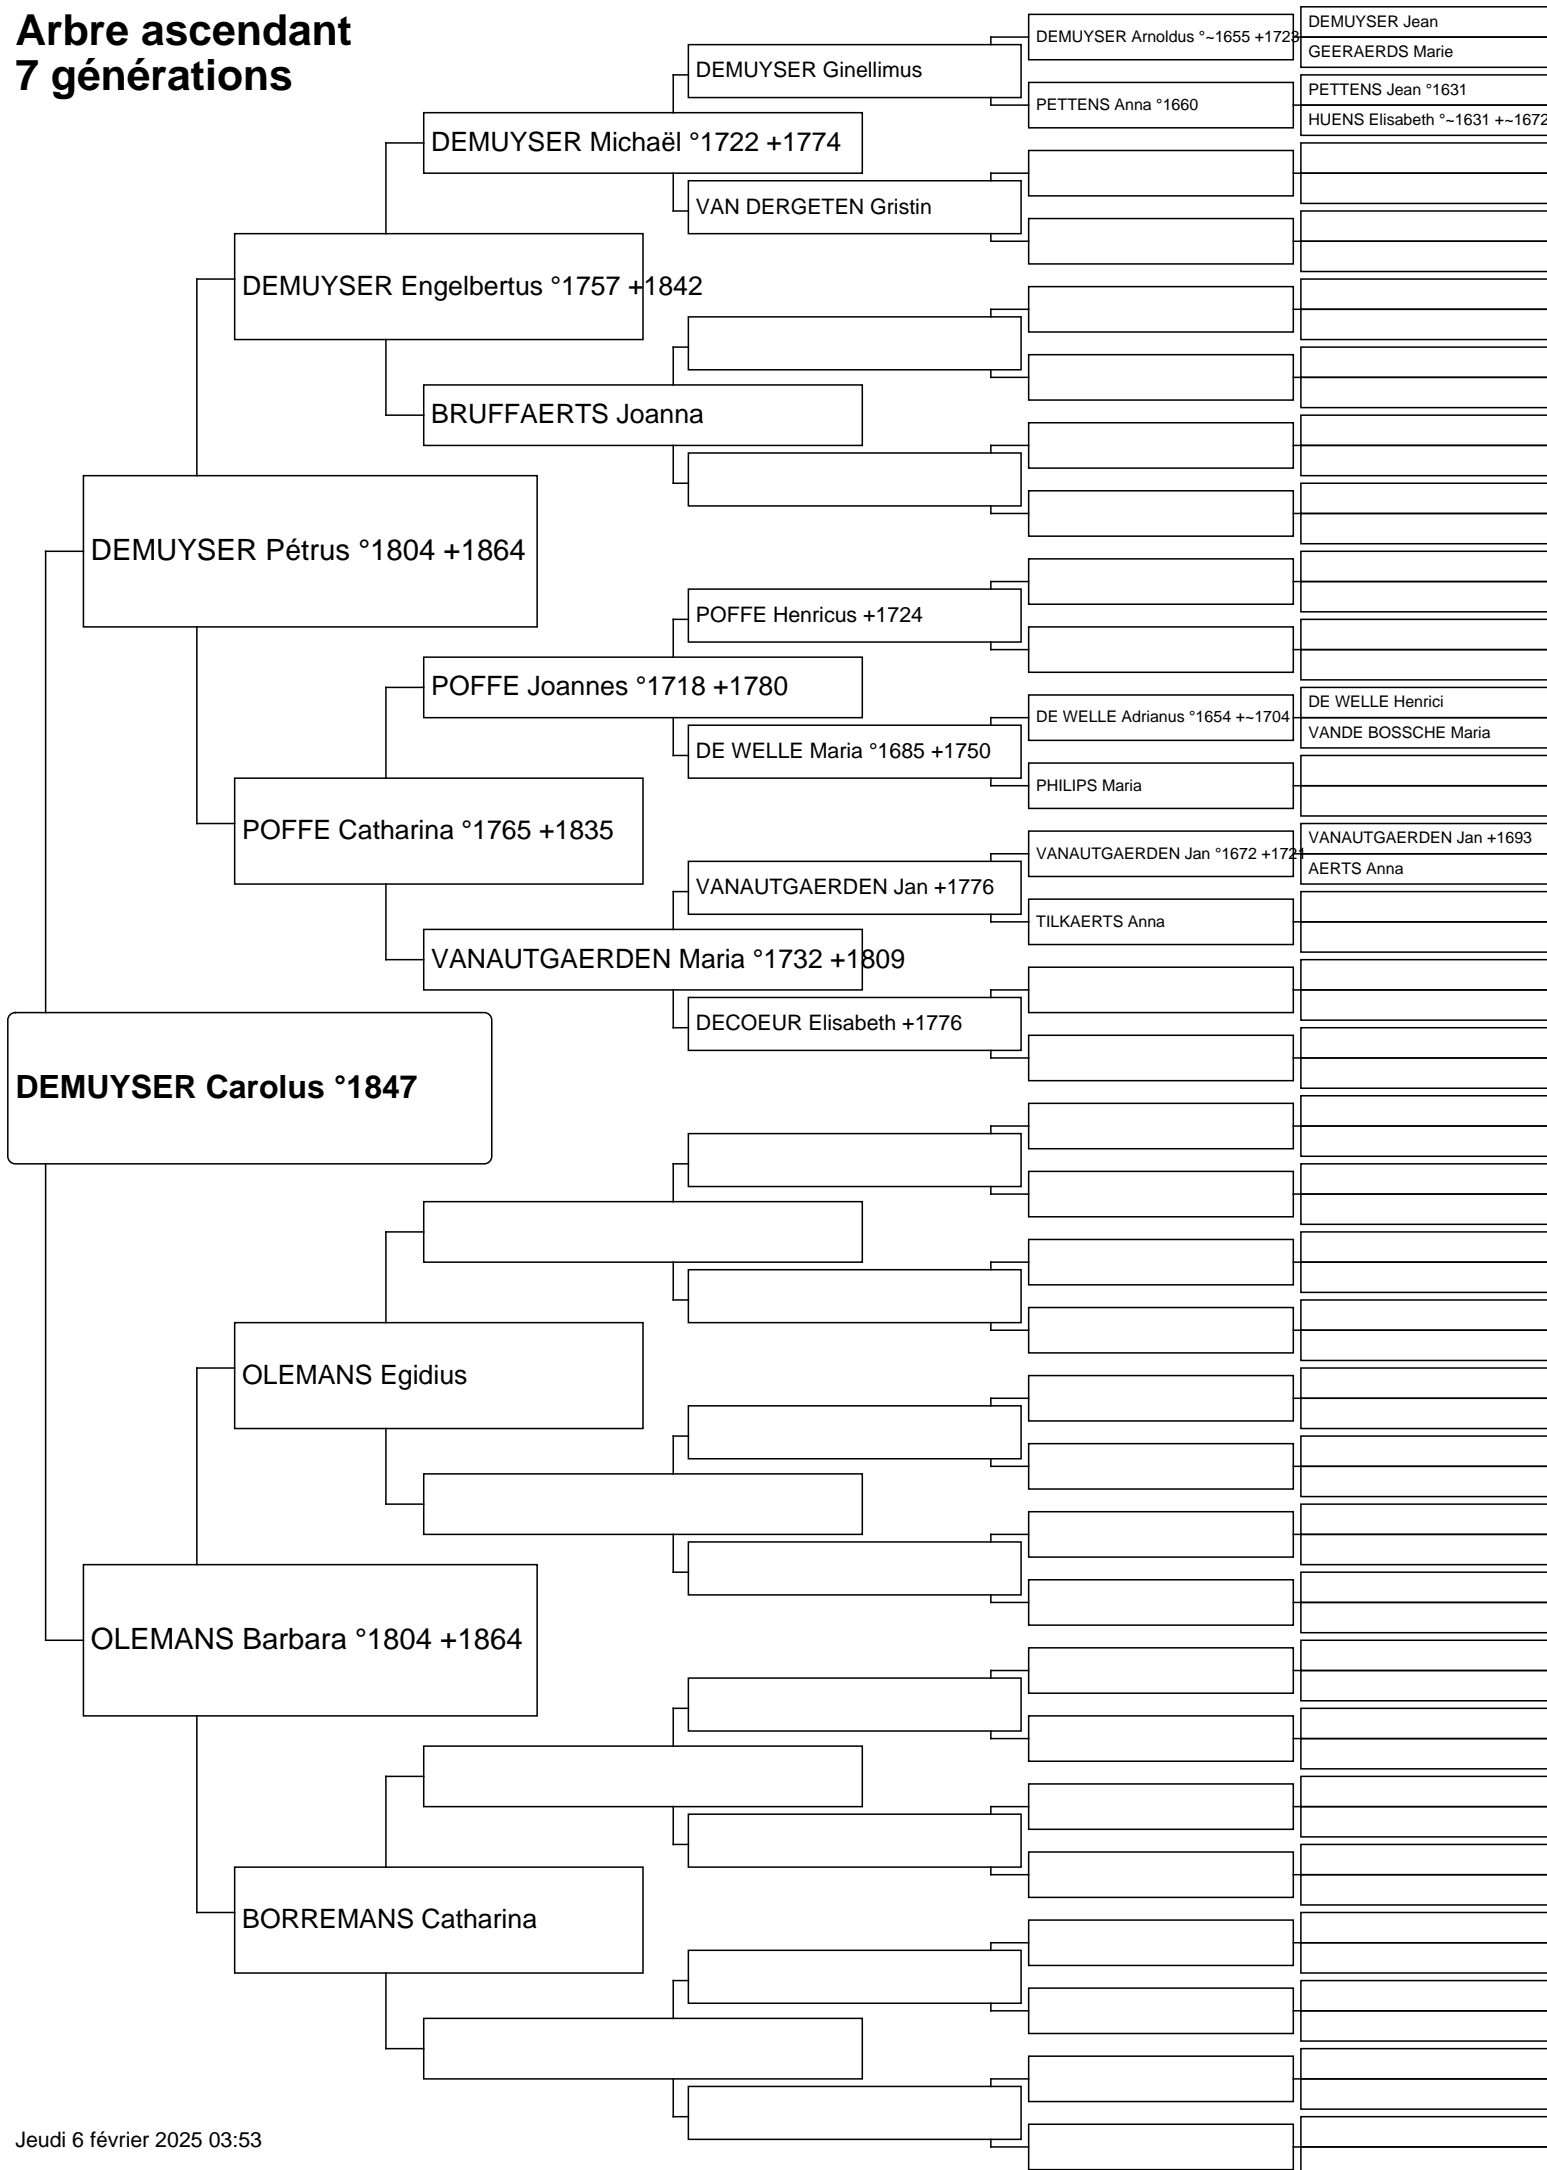 Arbre ascendant
7 générations
DEMUYSER Jean
DEMUYSER Arnoldus °~1655 +1723
GEERAERDS Marie
DEMUYSER Ginellimus
PETTENS Jean °1631
PETTENS Anna °1660
HUENS Elisabeth °~1631 +~1672
DEMUYSER Michaël °1722 +1774
VAN DERGETEN Gristin
DEMUYSER Engelbertus °1757 +1842
BRUFFAERTS Joanna
DEMUYSER Pétrus °1804 +1864
POFFE Henricus +1724
POFFE Joannes °1718 +1780
DE WELLE Henrici
DE WELLE Adrianus °1654 +~1704
VANDE BOSSCHE Maria
DE WELLE Maria °1685 +1750
PHILIPS Maria
POFFE Catharina °1765 +1835
VANAUTGAERDEN Jan +1693
VANAUTGAERDEN Jan °1672 +1721
AERTS Anna
VANAUTGAERDEN Jan +1776
TILKAERTS Anna
VANAUTGAERDEN Maria °1732 +1809
DECOEUR Elisabeth +1776
DEMUYSER Carolus °1847
OLEMANS Egidius
OLEMANS Barbara °1804 +1864
BORREMANS Catharina
Jeudi 6 février 2025 03:53